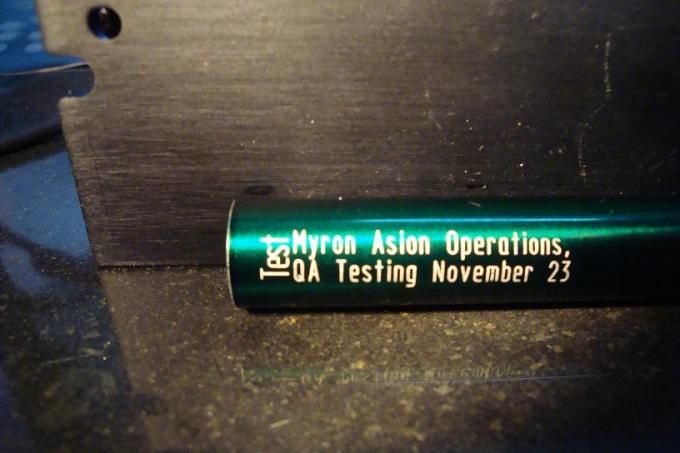 Test
Myron Asion Operations,
QA Testing November 23